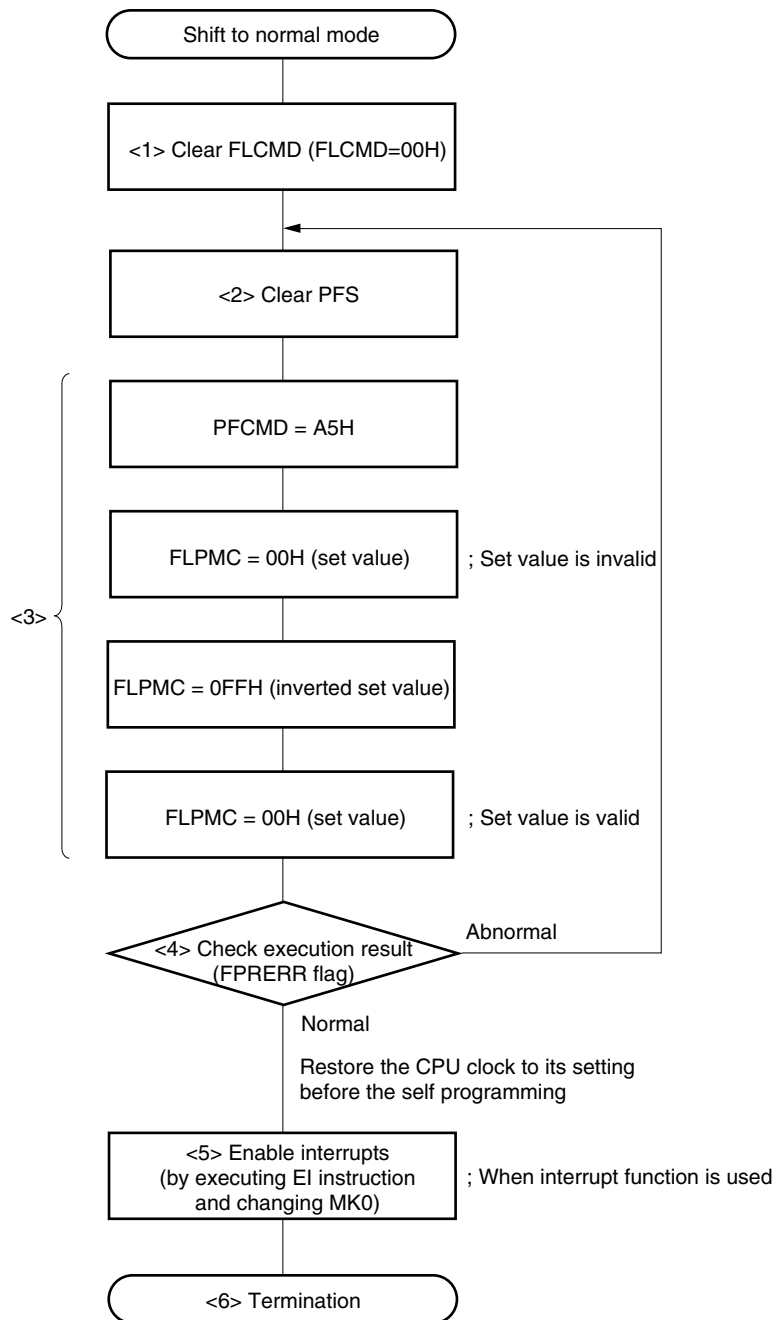 Shift to normal mode
<1> Clear FLCMD (FLCMD=00H)
<2> Clear PFS
<3>
PFCMD = A5H
FLPMC = 00H (set value)
; Set value is invalid
FLPMC = 0FFH (inverted set value)
FLPMC = 00H (set value)
; Set value is valid
<4> Check execution result
(FPRERR flag)
Abnormal
Normal
Restore the CPU clock to its setting
before the self programming
<5> Enable interrupts
(by executing EI instruction
and changing MK0)
; When interrupt function is used
<6> Termination